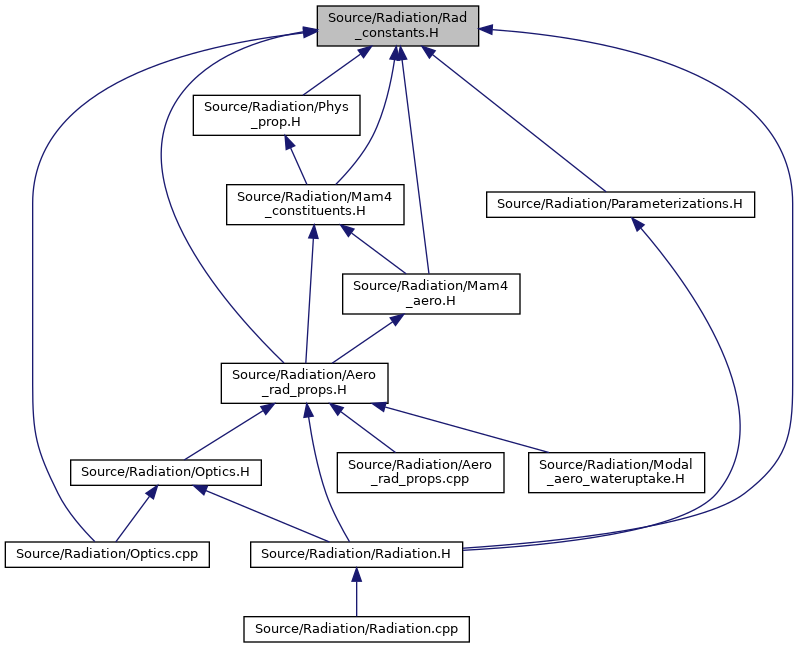 Source/Radiation/Rad
_constants.H
Source/Radiation/Phys
_prop.H
Source/Radiation/Mam4
_constituents.H
Source/Radiation/Parameterizations.H
Source/Radiation/Mam4
_aero.H
Source/Radiation/Aero
_rad_props.H
Source/Radiation/Optics.H
Source/Radiation/Aero
_rad_props.cpp
Source/Radiation/Modal
_aero_wateruptake.H
Source/Radiation/Optics.cpp
Source/Radiation/Radiation.H
Source/Radiation/Radiation.cpp